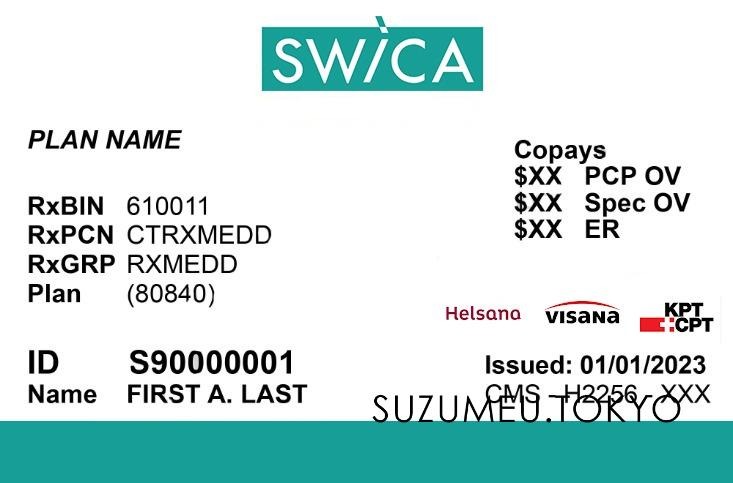 SWICA
PLAN NAME
Copays
$XX PCP OV
$XX Spec OV
$XX ER
RxBIN 610011
RxPCN CTRXMEDD
RxGRP RXMEDD
Plan (80840)
Helsana visana KPT CPT
ID S90000001
Name FIRST A. LAST
Issued: 01/01/2023
CMS - H2256 - XXX
SUZUMEU.TOKYO